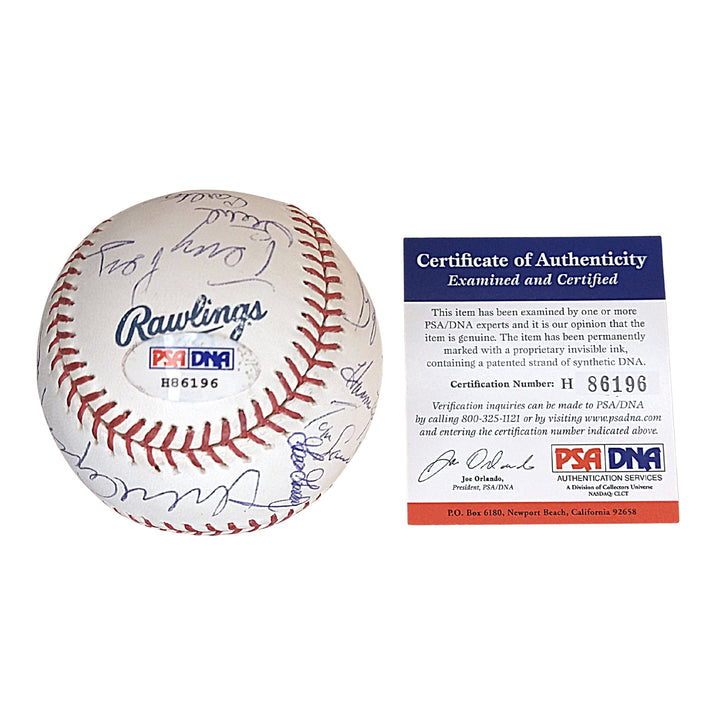 Rawlings
PSA DNA
H86196
Certificate of Authenticity
Examined and Certified
This item has been examined by one or more
PSA/DNA experts and it is our opinion that the
item is genuine. The item has been permanently
marked with a proprietary invisible ink,
containing a patented strand of synthetic DNA.
Certification Number: H 86196
Verification inquiries can be made to PSA/DNA
by calling 800-325-1121 or by visiting www.psadna.com
and entering the certification number indicated above.
Joe Orlando
Joe Orlando,
President, PSA/DNA
PSA DNA
AUTHENTICATION SERVICES
A Division of Collectors Universe
NASDAQ: CLCT
P.O. Box 6180, Newport Beach, California 92658